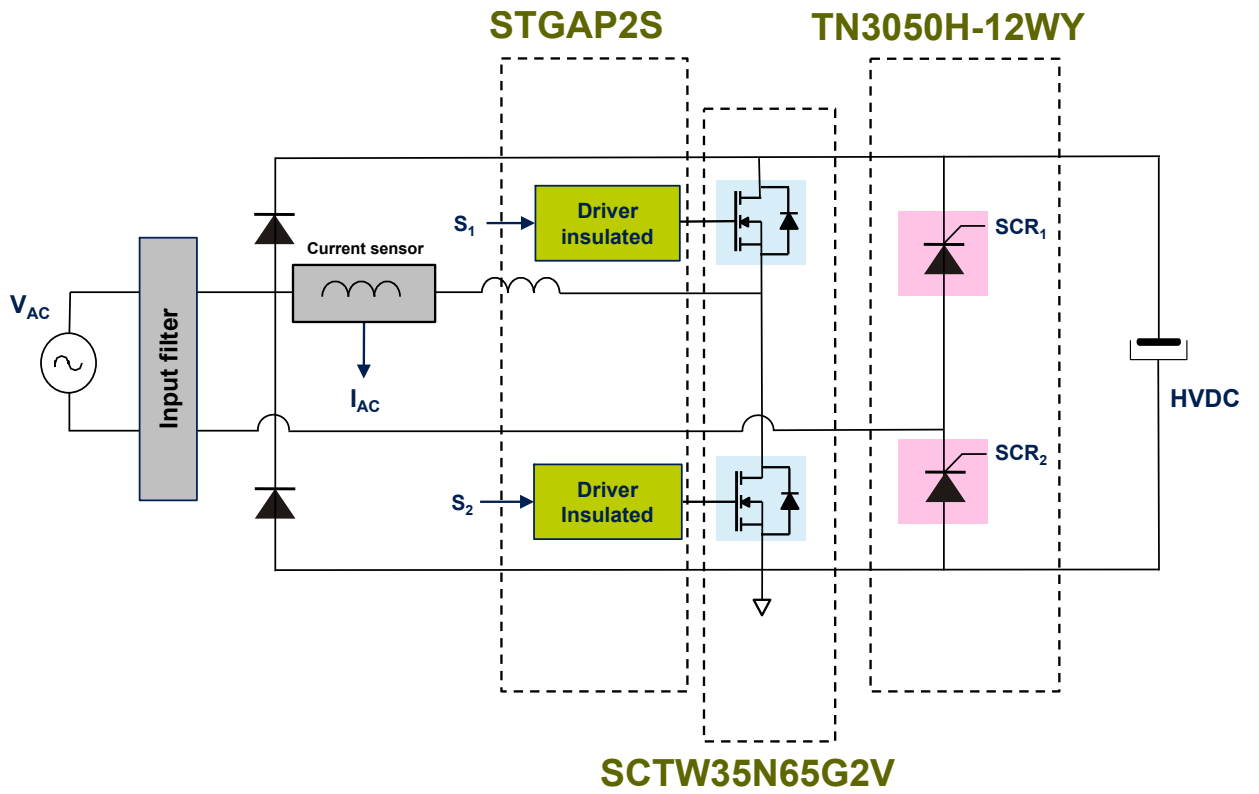 STGAP2S
TN3050H-12WY
Driver
insulated
S1
SCR1
Current sensor
VAC
Input filter
IAC
HVDC
SCR2
Driver
Insulated
S2
SCTW35N65G2V